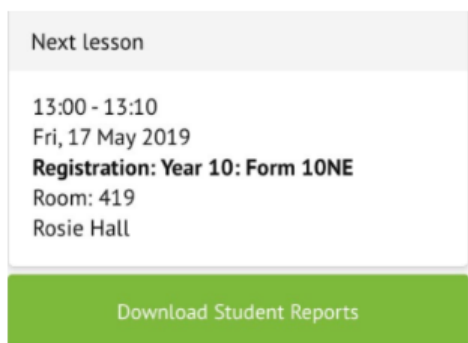 Next lesson
13:00 - 13:10
Fri, 17 May 2019
Registration: Year 10: Form 10NE
Room: 419
Rosie Hall
Download Student Reports